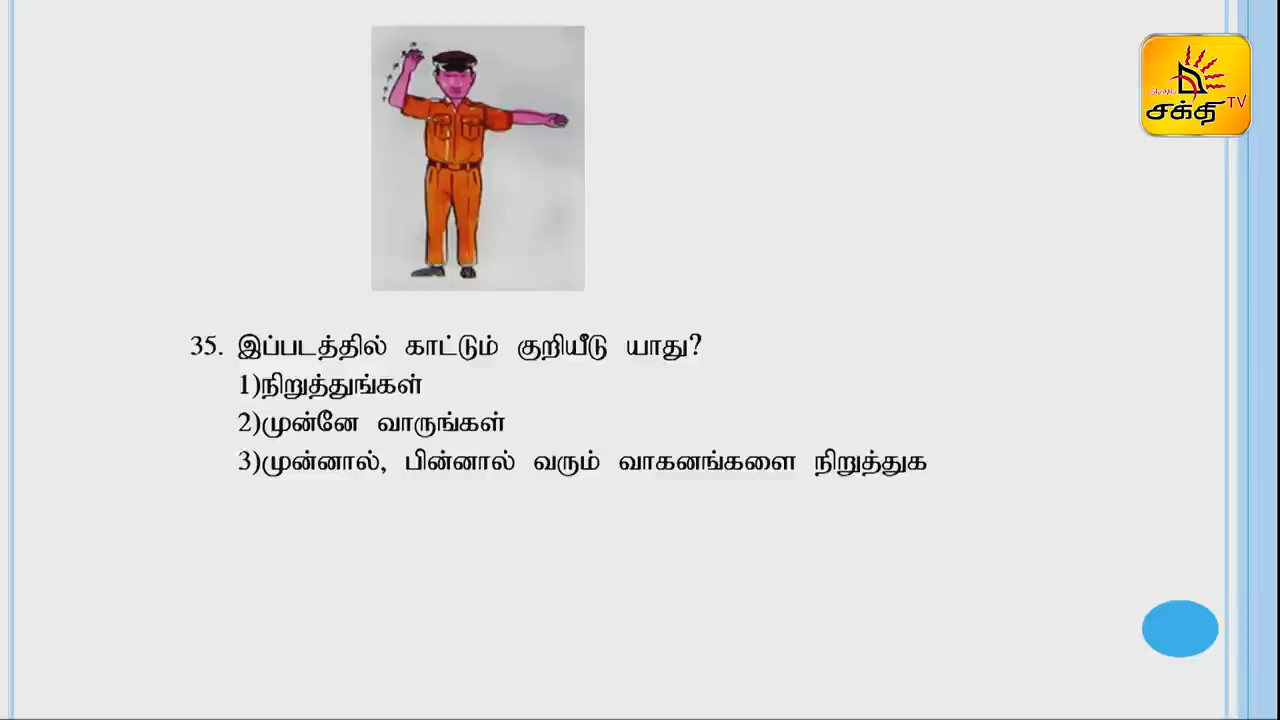 சக்தி TV
35. இப்படத்தில் காட்டும் குறியீடு யாது?
1)நிறுத்துங்கள்
2)முன்னே வாருங்கள்
3)முன்னால், பின்னால் வரும் வாகனங்களை நிறுத்துக